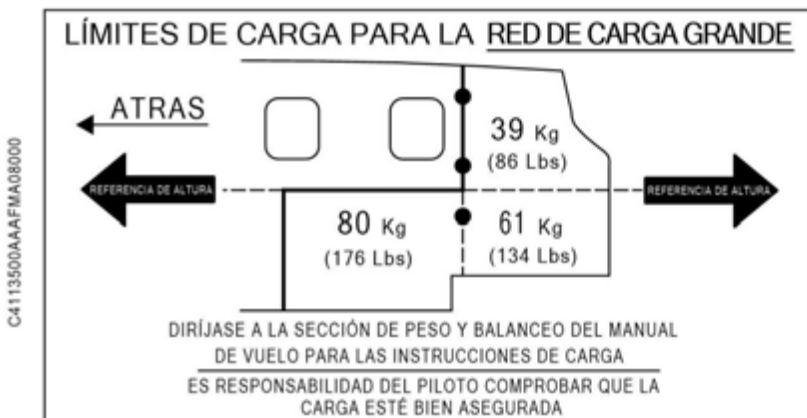 LÍMITES DE CARGA PARA LA RED DE CARGA GRANDE
ATRAS
39 Kg
(86 Lbs)
REFERENCIA DE ALTURA
REFERENCIA DE ALTURA
80 Kg
(176 Lbs)
61 Kg
(134 Lbs)
DIRÍJASE A LA SECCIÓN DE PESO Y BALANCEO DEL MANUAL
DE VUELO PARA LAS INSTRUCCIONES DE CARGA
ES RESPONSABILIDAD DEL PILOTO COMPROBAR QUE LA
CARGA ESTÉ BIEN ASEGURADA
C4113500AAAFMA08000